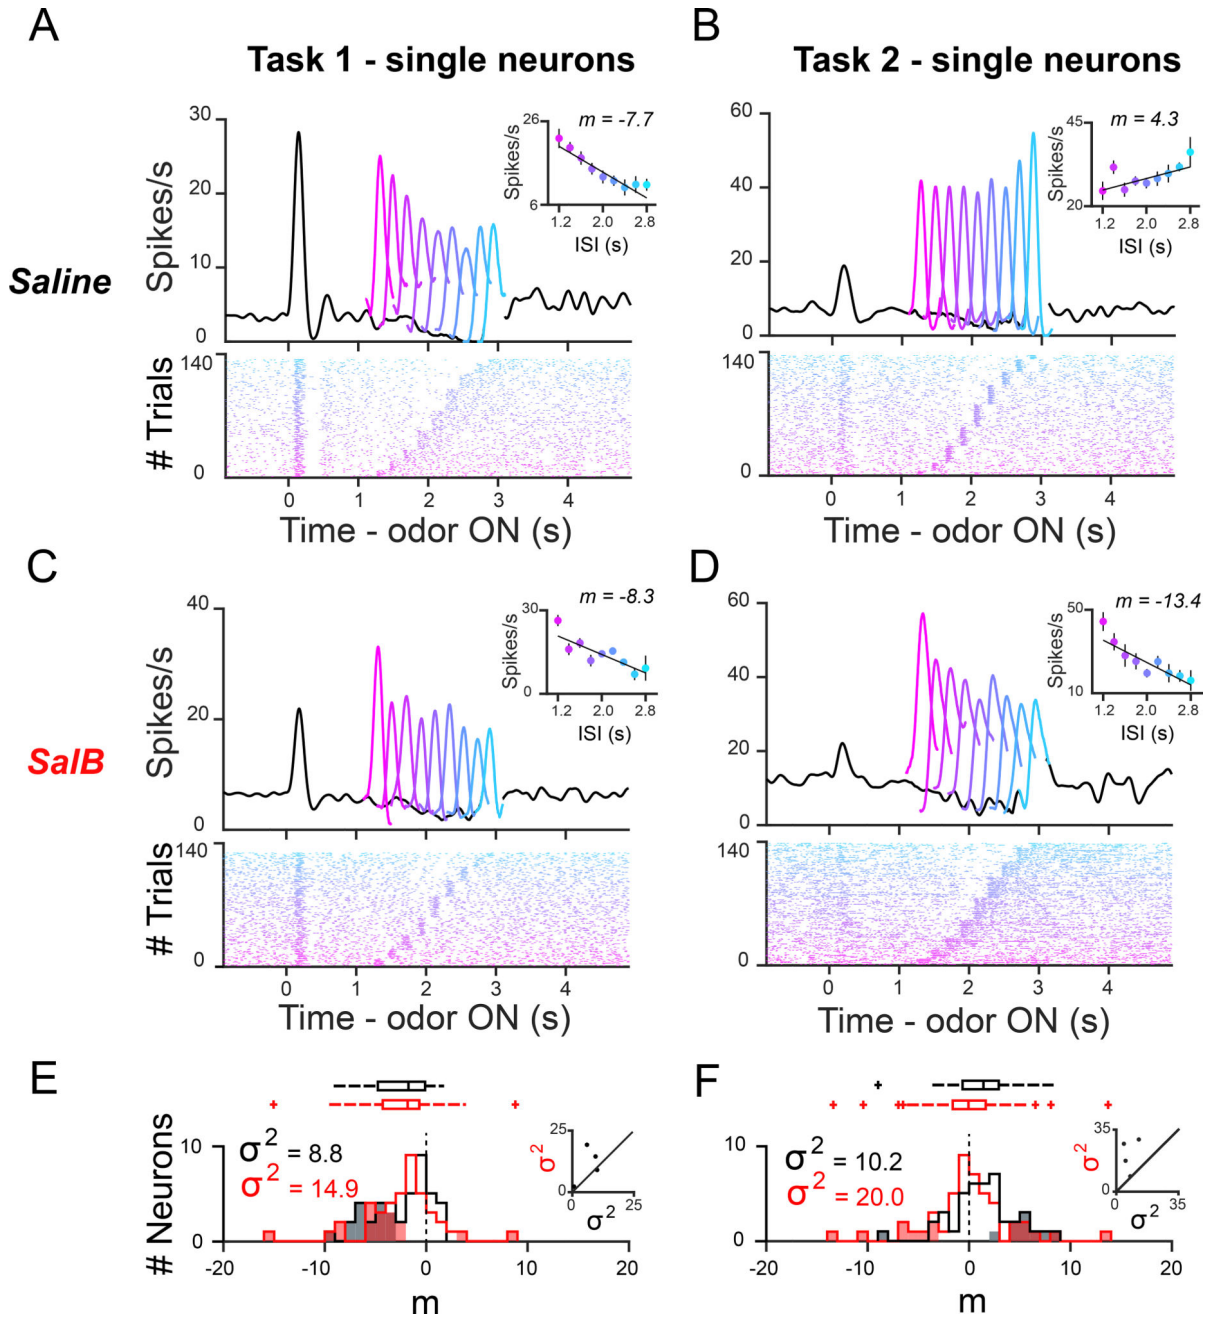 A
B
Task 1 - single neurons
Task 2 - single neurons
Saline
Spikes/s
30
20
10
0
Spikes/s
26
6
m = -7.7
1.2 2.0 2.8
ISI (s)
60
40
20
0
Spikes/s
45
20
m = 4.3
1.2 2.0 2.8
ISI (s)
# Trials
140
0
0 1 2 3 4
Time - odor ON (s)
140
0
0 1 2 3 4
Time - odor ON (s)
C
D
SalB
Spikes/s
40
20
0
Spikes/s
30
0
m = -8.3
1.2 2.0 2.8
ISI (s)
60
40
20
0
Spikes/s
50
10
m = -13.4
1.2 2.0 2.8
ISI (s)
# Trials
140
0
0 1 2 3 4
Time - odor ON (s)
140
0
0 1 2 3 4
Time - odor ON (s)
E
F
# Neurons
10
0
σ² = 8.8
σ² = 14.9
σ²
25
0
0 25
σ²
-20 -10 0 10 20
m
10
0
σ² = 10.2
σ² = 20.0
σ²
35
0
0 35
σ²
-20 -10 0 10 20
m